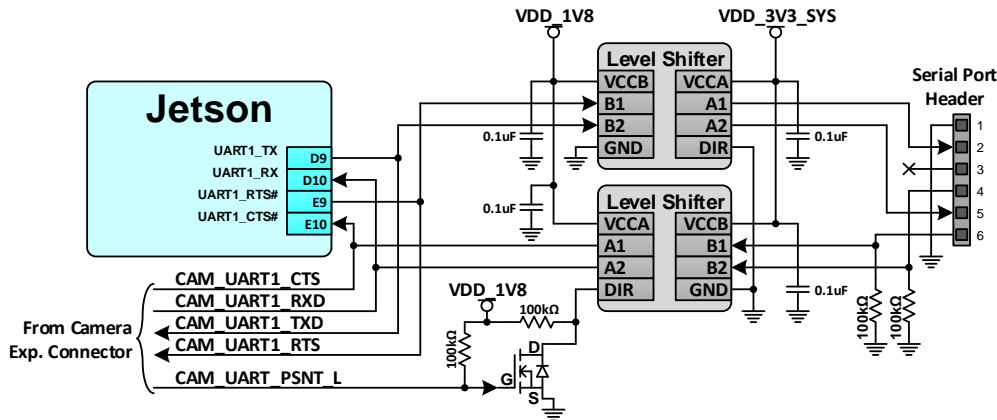 VDD_1V8
VDD_3V3_SYS
Level Shifter
VCCB VCCA
B1 A1
B2 A2
GND DIR
0.1uF
0.1uF
Serial Port
Header
1
2
3
4
5
6
Jetson
UART1_TX D9
UART1_RX D10
UART1_RTS# E9
UART1_CTS# E10
0.1uF
Level Shifter
VCCA VCCB
A1 B1
A2 B2
DIR GND
0.1uF
100kΩ
100kΩ
From Camera
Exp. Connector
CAM_UART1_CTS
CAM_UART1_RXD
CAM_UART1_TXD
CAM_UART1_RTS
CAM_UART_PSNT_L
VDD_1V8
100kΩ
100kΩ
D
G
S